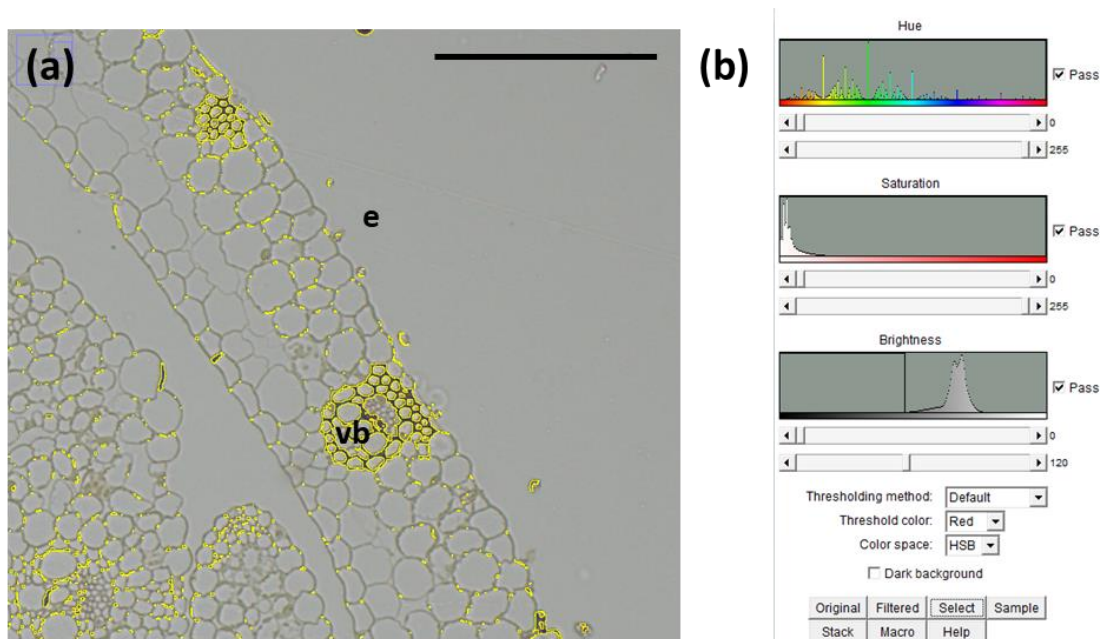 (a)
e
vb
(b)
Hue
Pass
0
255
Saturation
Pass
0
255
Brightness
Pass
0
120
Thresholding method: Default
Threshold color: Red
Color space: HSB
Dark background
Original Filtered Select Sample
Stack Macro Help